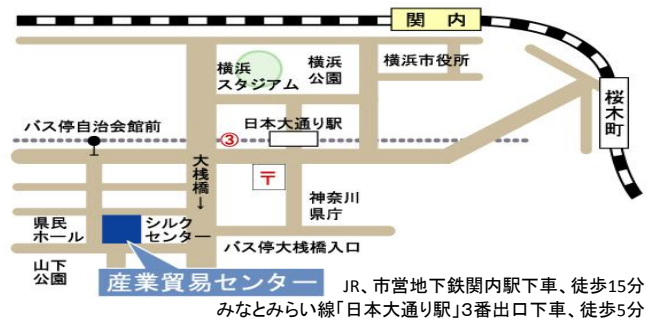 関内
横浜
スタジアム
横浜
公園
横浜市役所
桜木町
バス停自治会館前
③
日本大通り駅
大桟橋→
〒
神奈川
県庁
県民
ホール
シルク
センター
バス停大桟橋入口
山下
公園
産業貿易センター
JR、市営地下鉄関内駅下車、徒歩15分
みなとみらい線「日本大通り駅」3番出口下車、徒歩5分